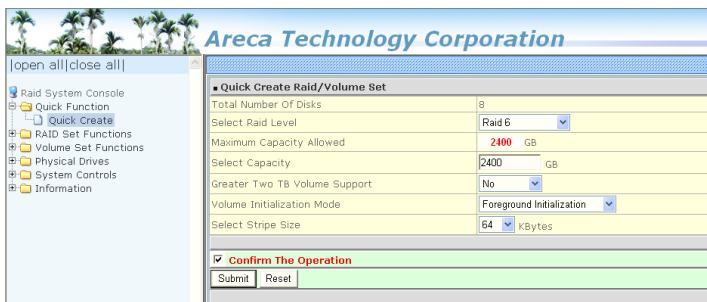 Areca Technology Corporation
|open all|close all|
Raid System Console
Quick Function
Quick Create
RAID Set Functions
Volume Set Functions
Physical Drives
System Controls
Information
Quick Create Raid/Volume Set
Total Number Of Disks 8
Select Raid Level Raid 6
Maximum Capacity Allowed 2400 GB
Select Capacity 2400 GB
Greater Two TB Volume Support No
Volume Initialization Mode Foreground Initialization
Select Stripe Size 64 KBytes
Confirm The Operation
Submit Reset